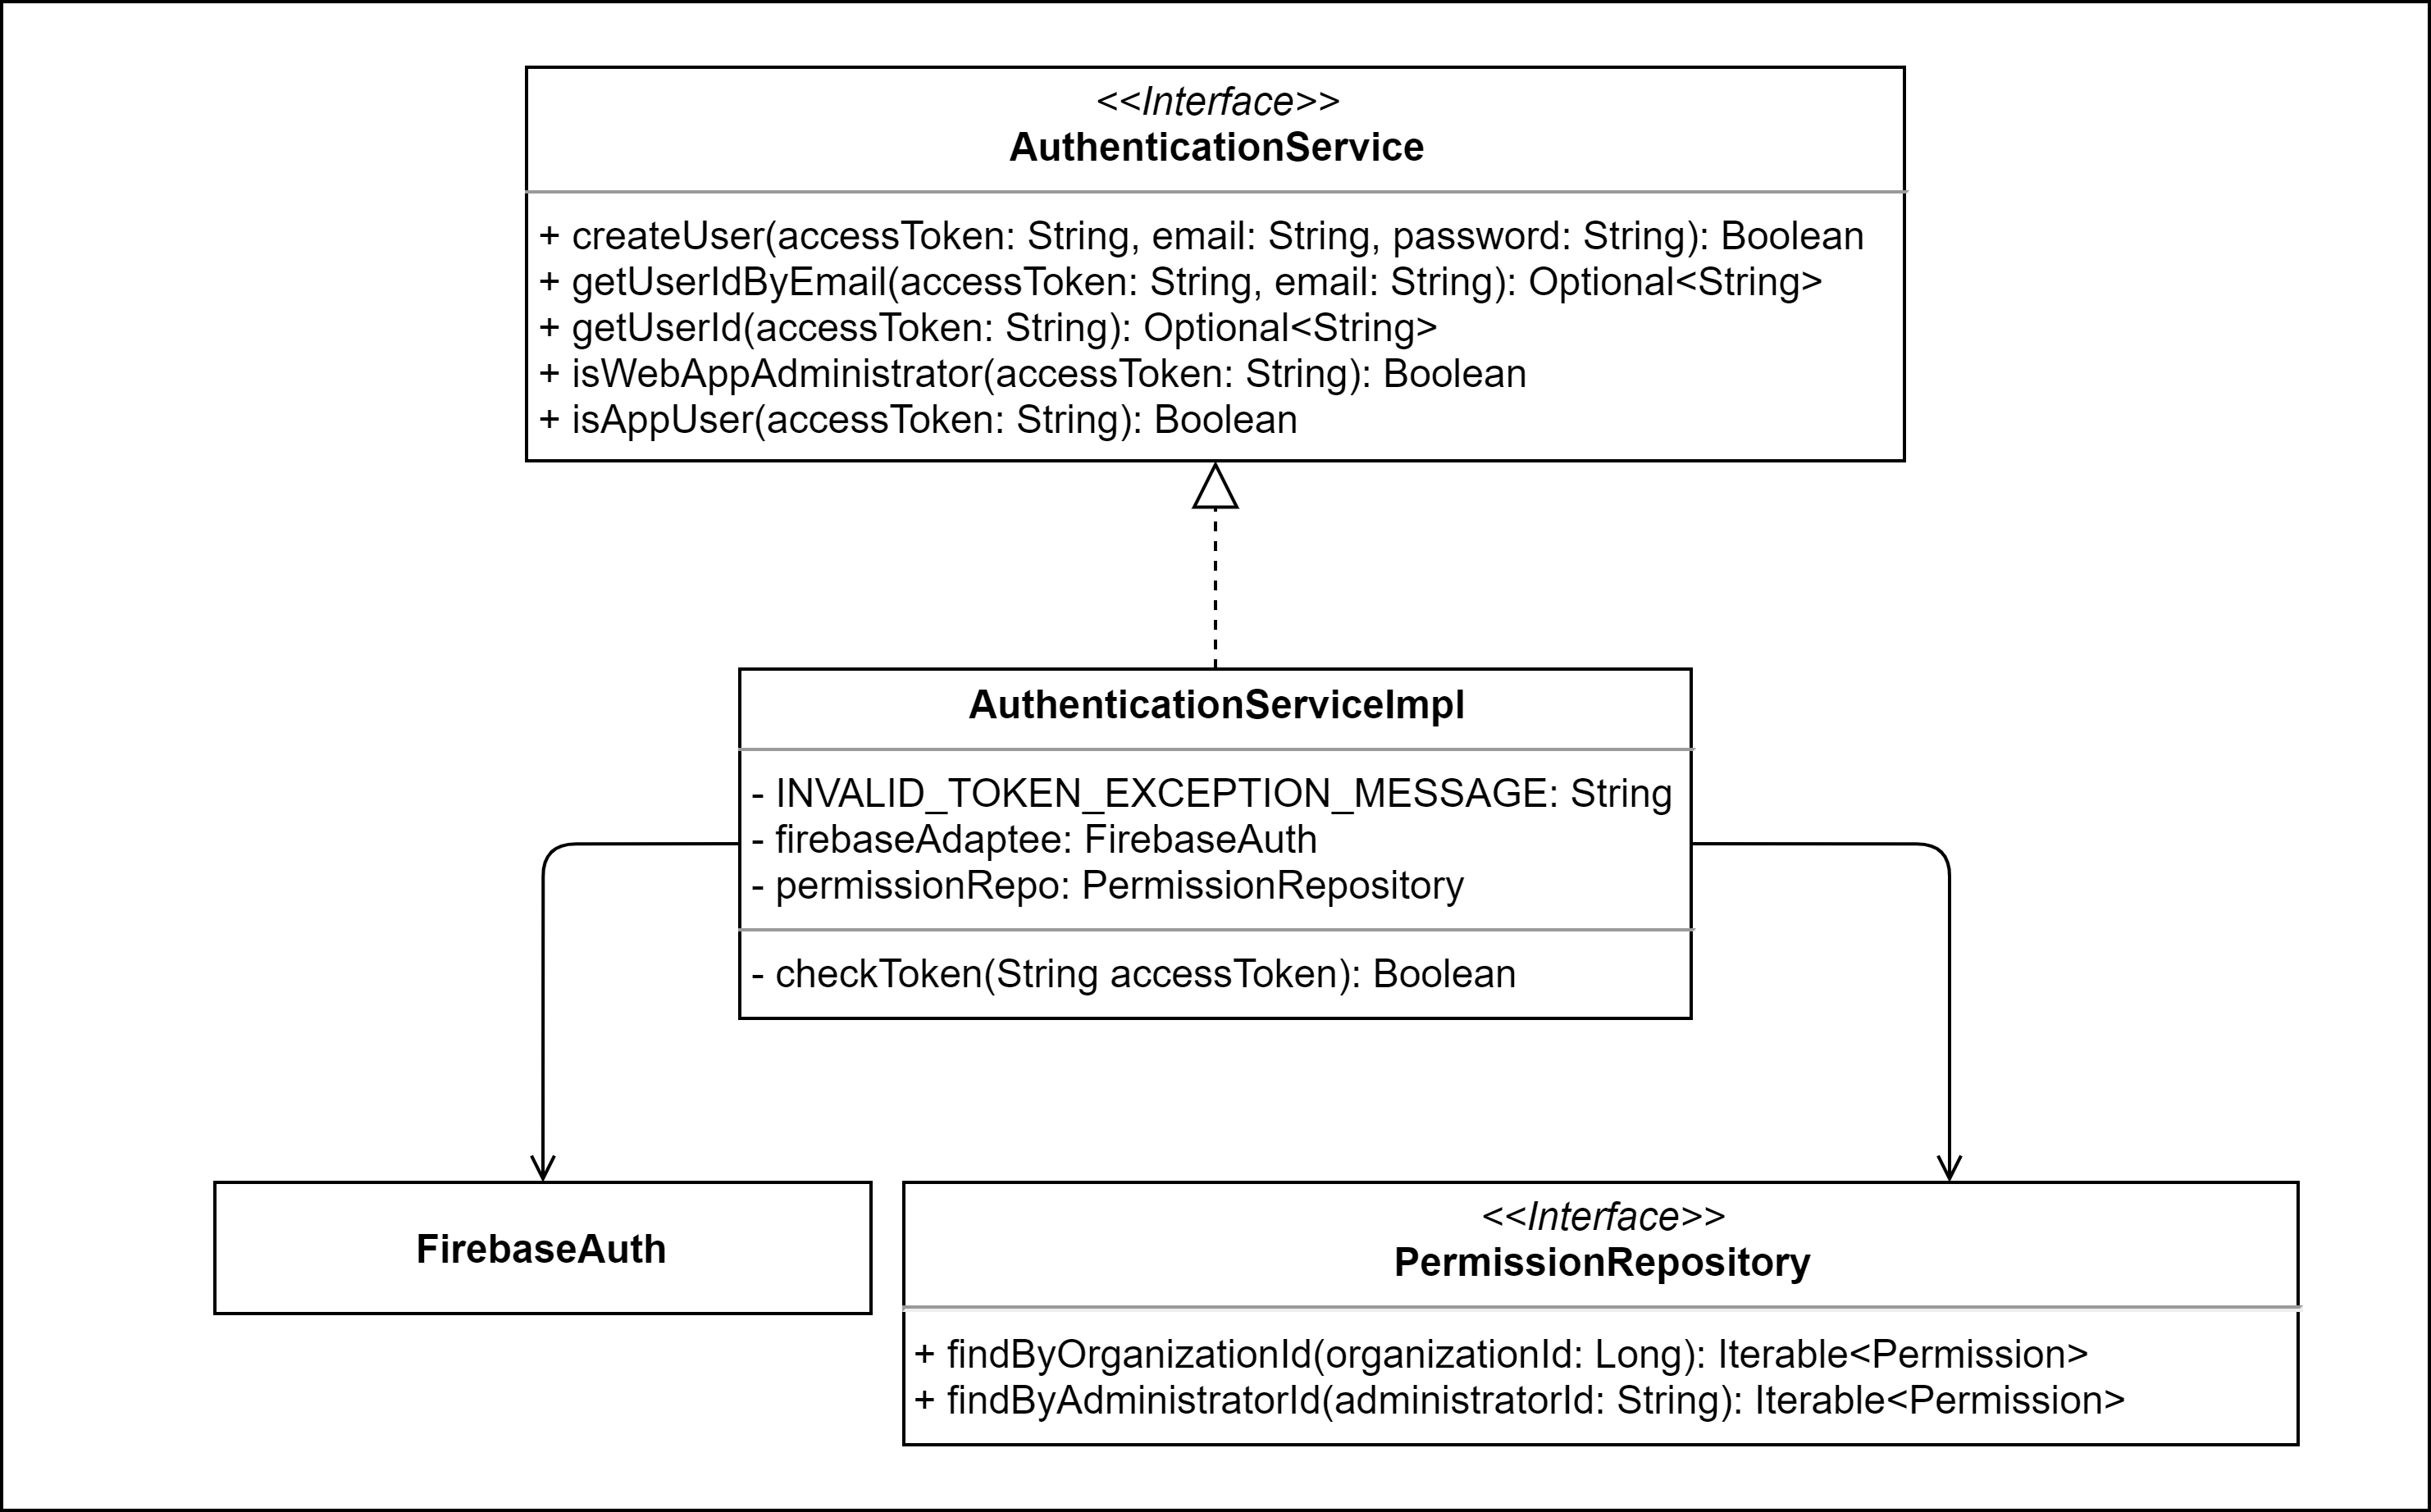 <<Interface>>
AuthenticationService
+ createUser(accessToken: String, email: String, password: String): Boolean
+ getUserIdByEmail(accessToken: String, email: String): Optional<String>
+ getUserId(accessToken: String): Optional<String>
+ isWebAppAdministrator(accessToken: String): Boolean
+ isAppUser(accessToken: String): Boolean
AuthenticationServiceImpl
- INVALID_TOKEN_EXCEPTION_MESSAGE: String
- firebaseAdaptee: FirebaseAuth
- permissionRepo: PermissionRepository
- checkToken(String accessToken): Boolean
FirebaseAuth
<<Interface>>
PermissionRepository
+ findByOrganizationId(organizationId: Long): Iterable<Permission>
+ findByAdministratorId(administratorId: String): Iterable<Permission>